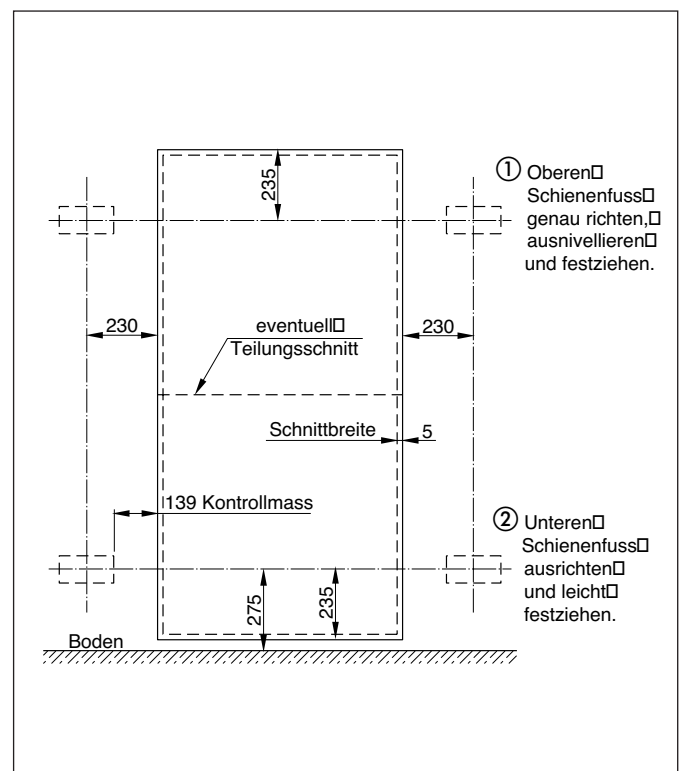 235
① Oberen
Schienenfuss
genau richten,
ausnivellieren
und festziehen.
230
eventuell
Teilungsschnitt
230
Schnittbreite
5
139 Kontrollmass
② Unteren
Schienenfuss
ausrichten
und leicht
festziehen.
275
235
Boden